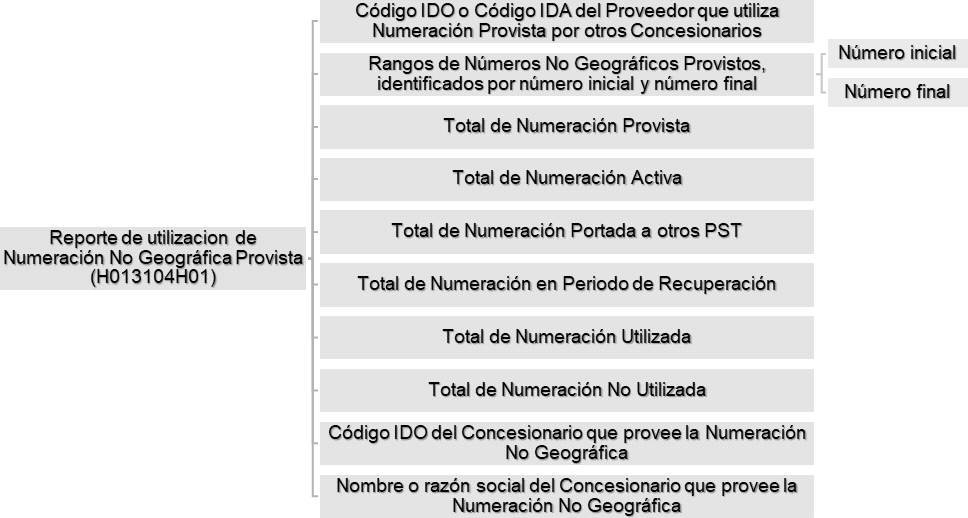 Reporte de utilizacion de
Numeración No Geográfica Provista
(H013104H01)
Código IDO o Código IDA del Proveedor que utiliza
Numeración Provista por otros Concesionarios
Rangos de Números No Geográficos Provistos,
identificados por número inicial y número final
Número inicial
Número final
Total de Numeración Provista
Total de Numeración Activa
Total de Numeración Portada a otros PST
Total de Numeración en Periodo de Recuperación
Total de Numeración Utilizada
Total de Numeración No Utilizada
Código IDO del Concesionario que provee la Numeración
No Geográfica
Nombre o razón social del Concesionario que provee la
Numeración No Geográfica